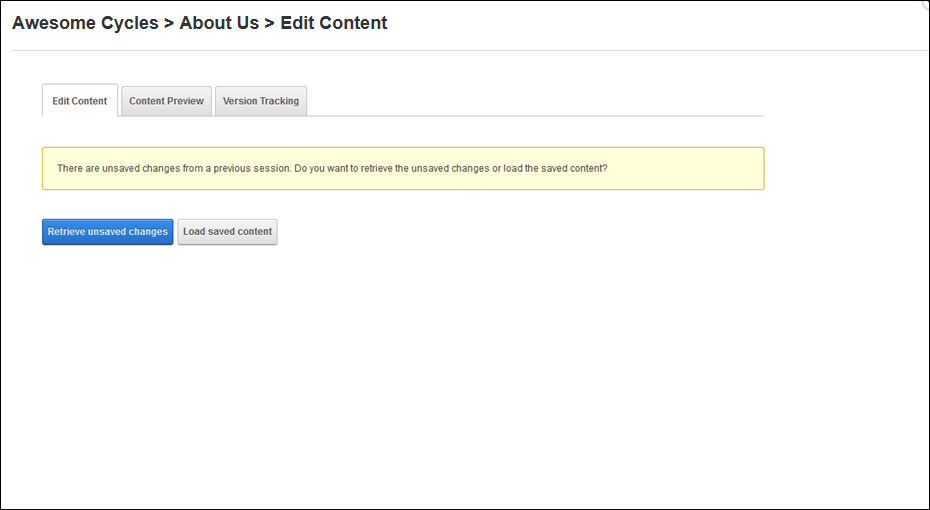 Awesome Cycles > About Us > Edit Content
Edit Content Content Preview Version Tracking
There are unsaved changes from a previous session. Do you want to retrieve the unsaved changes or load the saved content?
Retrieve unsaved changes Load saved content